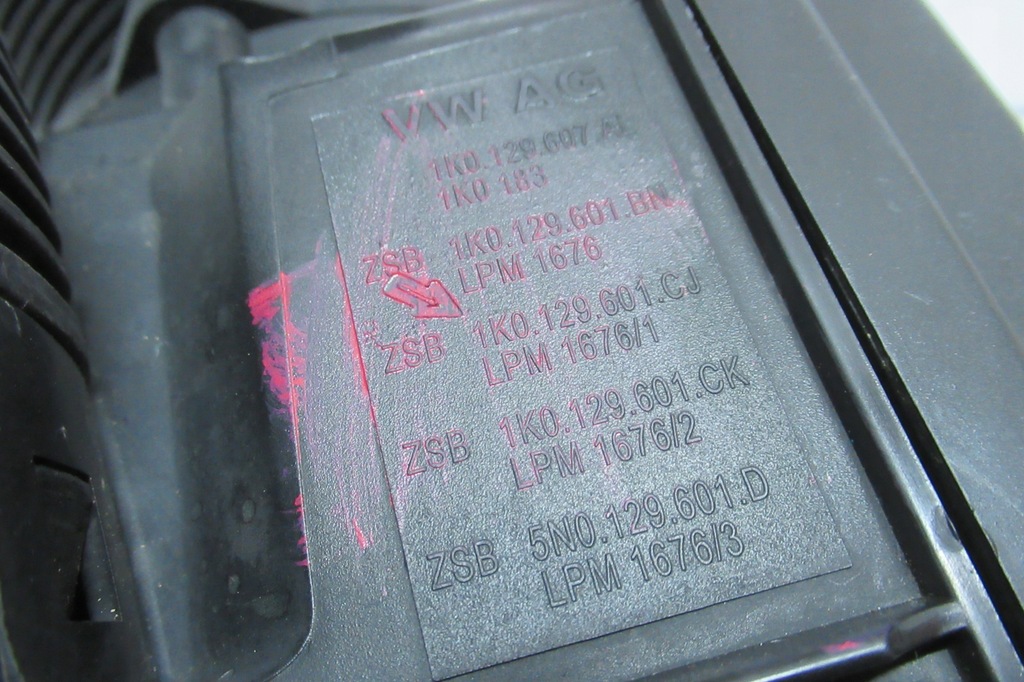 VW AG
1K0.129.607.
1K0 183
ZSB 1K0.129.601.BN
LPM 1676
ZSB 1K0.129.601.CJ
LPM 1676/1
ZSB 1K0.129.601.CK
LPM 1676/2
ZSB 5N0.129.601.D
LPM 1676/3